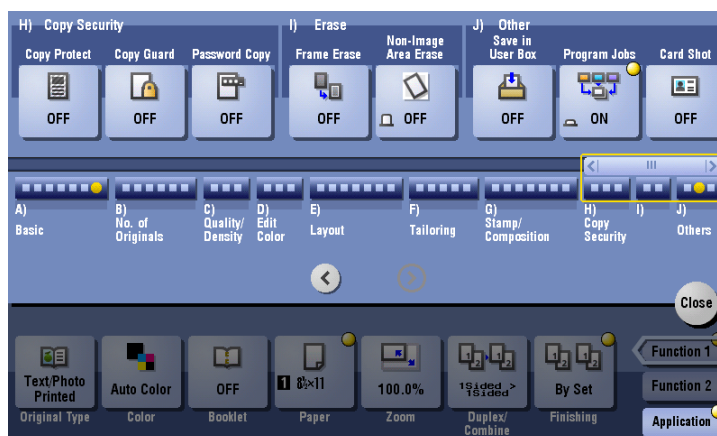 H) Copy Security I) Erase J) Other
Copy Protect Copy Guard Password Copy Frame Erase Non-Image Area Erase Save in User Box Program Jobs Card Shot
OFF OFF OFF OFF OFF OFF ON OFF
A) B) C) D) E) F) G) H) I) J)
Basic No. of Originals Quality/ Density Edit Color Layout Tailoring Stamp/ Composition Copy Security Others
Close
Text/Photo Printed Auto Color OFF 1 8½×11 100.0% 1Sided > 1Sided By Set
Original Type Color Booklet Paper Zoom Duplex/ Combine Finishing
Function 1
Function 2
Application